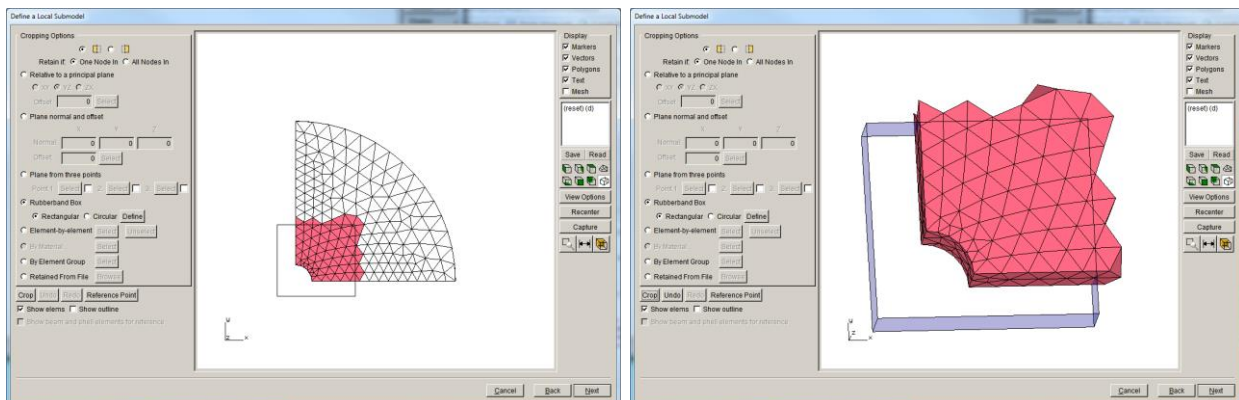 Define a Local Submodel
Cropping Options
Retain if: One Node In All Nodes In
Relative to a principal plane
XY YZ ZX
Offset 0 Select
Plane normal and offset
X Y Z
Normal 0 0 0
Offset 0 Select
Plane from three points
Point 1: Select 2: Select 3: Select
Rubberband Box
Rectangular Circular Define
Element-by-element Select Unselect
By Material... Select
By Element Group Select
Retained From File Browse
Crop Undo Redo Reference Point
Show elems Show outline
Show beam and shell elements for reference
y
z x
Display
Markers
Vectors
Polygons
Text
Mesh
(reset) (d)
Save Read
View Options
Recenter
Capture
Cancel Back Next
Define a Local Submodel
Cropping Options
Retain if: One Node In All Nodes In
Relative to a principal plane
XY YZ ZX
Offset 0 Select
Plane normal and offset
X Y Z
Normal 0 0 0
Offset 0 Select
Plane from three points
Point 1: Select 2: Select 3: Select
Rubberband Box
Rectangular Circular Define
Element-by-element Select Unselect
By Material... Select
By Element Group Select
Retained From File Browse
Crop Undo Redo Reference Point
Show elems Show outline
Show beam and shell elements for reference
y
z x
Display
Markers
Vectors
Polygons
Text
Mesh
(reset) (d)
Save Read
View Options
Recenter
Capture
Cancel Back Next